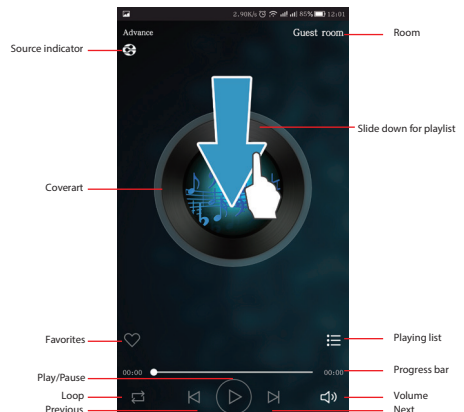 2.90K/s 85% 12:01
Advance
Guest room
Room
Source indicator
Slide down for playlist
Coverart
Favorites
Playing list
00:00
00:00
Progress bar
Play/Pause
Loop
Volume
Previous
Next